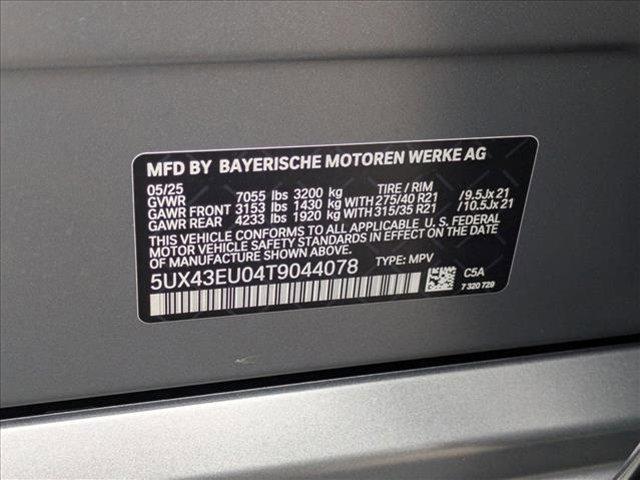 MFD BY BAYERISCHE MOTOREN WERKE AG
05/25
GVWR 7055 lbs 3200 kg TIRE / RIM
GAWR FRONT 3153 lbs 1430 kg WITH 275/40 R21 /9.5Jx21
GAWR REAR 4233 lbs 1920 kg WITH 315/35 R21 /10.5Jx21
THIS VEHICLE CONFORMS TO ALL APPLICABLE U.S. FEDERAL
MOTOR VEHICLE SAFETY STANDARDS IN EFFECT ON THE DATE
OF MANUFACTURE SHOWN ABOVE.
5UX43EU04T9044078 TYPE: MPV
C5A
7 320 729